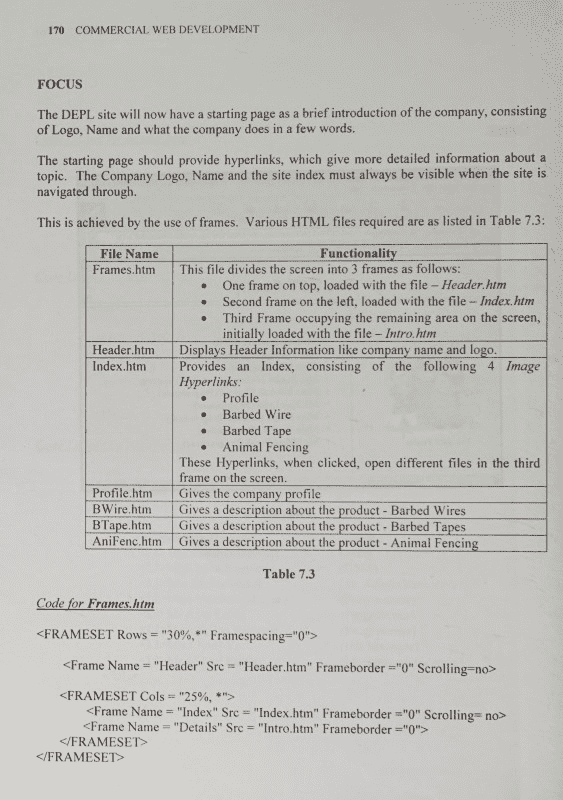 170 COMMERCIAL WEB DEVELOPMENT
FOCUS
The DEPL site will now have a starting page as a brief introduction of the company, consisting
of Logo, Name and what the company does in a few words.
The starting page should provide hyperlinks, which give more detailed information about a
topic. The Company Logo, Name and the site index must always be visible when the site is
navigated through.
This is achieved by the use of frames. Various HTML files required are as listed in Table 7.3:
File Name Functionality
Frames.htm This file divides the screen into 3 frames as follows:
• One frame on top, loaded with the file – Header.htm
• Second frame on the left, loaded with the file – Index.htm
• Third Frame occupying the remaining area on the screen,
initially loaded with the file – Intro.htm
Header.htm Displays Header Information like company name and logo.
Index.htm Provides an Index, consisting of the following 4 Image
Hyperlinks:
• Profile
• Barbed Wire
• Barbed Tape
• Animal Fencing
These Hyperlinks, when clicked, open different files in the third
frame on the screen.
Profile.htm Gives the company profile
BWire.htm Gives a description about the product - Barbed Wires
BTape.htm Gives a description about the product - Barbed Tapes
AniFenc.htm Gives a description about the product - Animal Fencing
Table 7.3
Code for Frames.htm
<FRAMESET Rows = "30%,*" Framespacing="0">
<Frame Name = "Header" Src = "Header.htm" Frameborder ="0" Scrolling=no>
<FRAMESET Cols = "25%, *">
<Frame Name = "Index" Src = "Index.htm" Frameborder ="0" Scrolling= no>
<Frame Name = "Details" Src = "Intro.htm" Frameborder ="0">
</FRAMESET>
</FRAMESET>